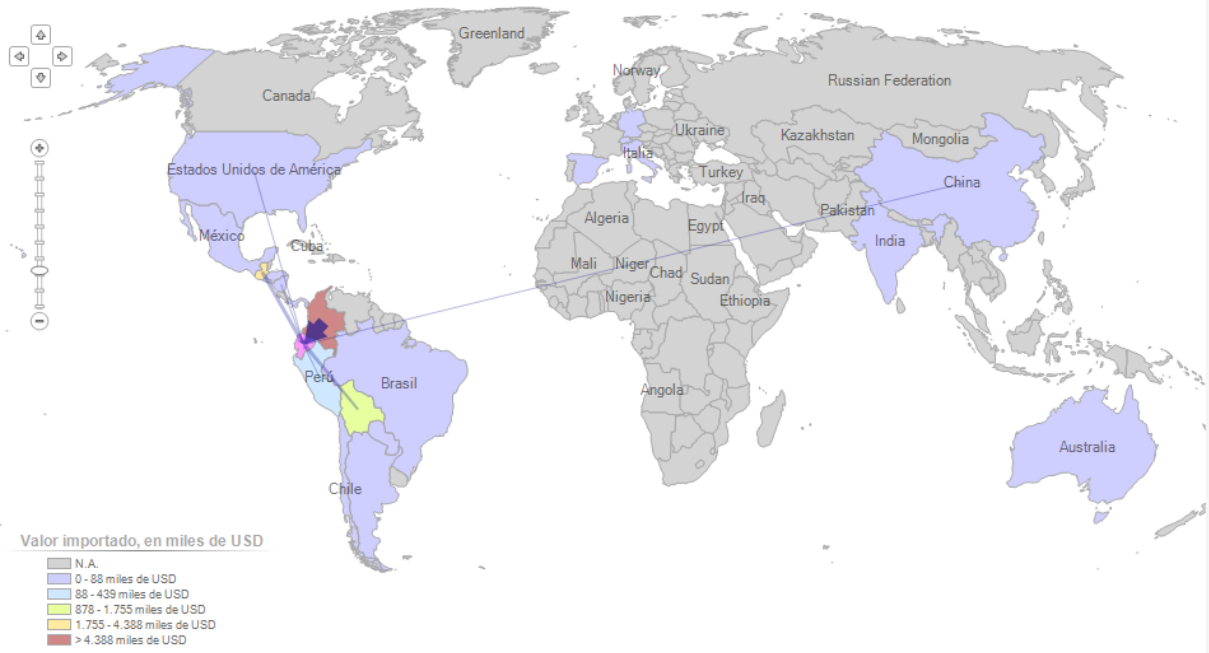 Greenland
Norway
Russian Federation
Canada
Ukraine
Kazakhstan
Mongolia
Italia
Estados Unidos de América
Turkey
China
Iraq
Pakistan
Algeria
Egypt
México
India
Cuba
Mali
Niger
Chad
Sudan
Nigeria
Ethiopia
Perú
Brasil
Angola
Australia
Chile
Valor importado, en miles de USD
N.A.
0 - 88 miles de USD
88 - 439 miles de USD
878 - 1.755 miles de USD
1.755 - 4.388 miles de USD
> 4.388 miles de USD